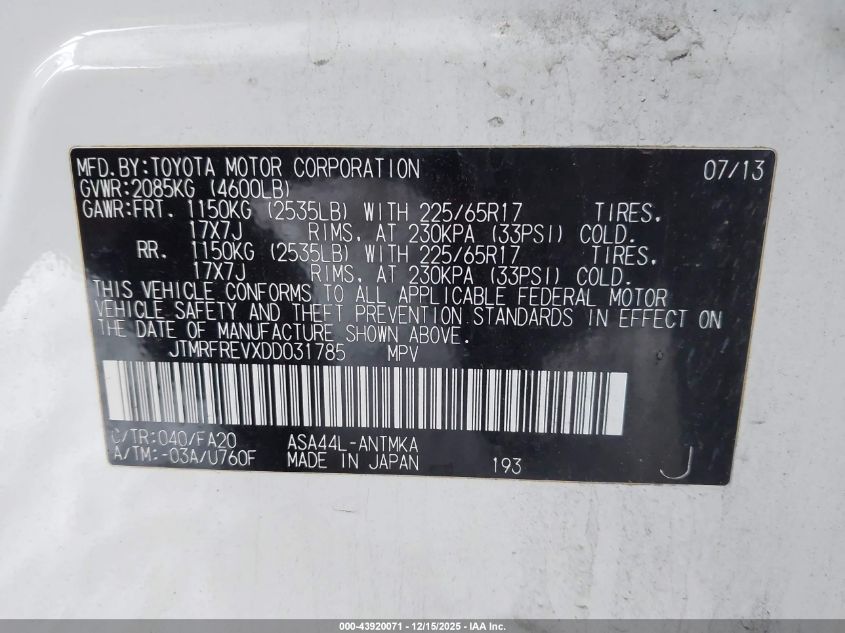 MFD.BY:TOYOTA MOTOR CORPORATION 07/13
GVWR:2085KG (4600LB)
GAWR:FRT. 1150KG (2535LB) WITH 225/65R17 TIRES,
17X7J RIMS, AT 230KPA (33PSI) COLD.
RR. 1150KG (2535LB) WITH 225/65R17 TIRES,
17X7J RIMS, AT 230KPA (33PSI) COLD.
THIS VEHICLE CONFORMS TO ALL APPLICABLE FEDERAL MOTOR
VEHICLE SAFETY AND THEFT PREVENTION STANDARDS IN EFFECT ON
THE DATE OF MANUFACTURE SHOWN ABOVE.
JTMRFREVXDD031785 MPV
C/TR:040/FA20 ASA44L-ANTMKA
A/TM:-03A/U760F MADE IN JAPAN 193 J
000-43920071 - 12/15/2025 - IAA Inc.